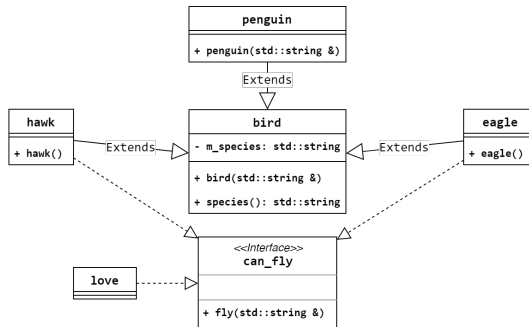 penguin
+ penguin(std::string &)
Extends
hawk
+ hawk()
Extends
bird
- m_species: std::string
+ bird(std::string &)
+ species(): std::string
Extends
eagle
+ eagle()
<<Interface>>
can_fly
+ fly(std::string &)
love